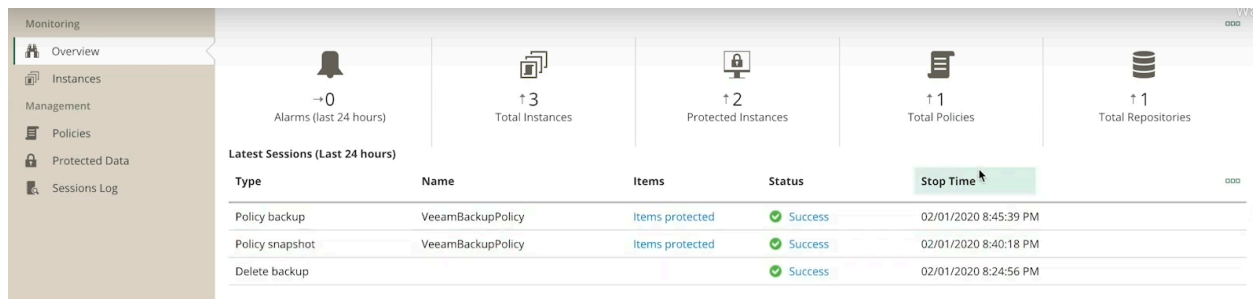 Monitoring
Overview
Instances
Management
Policies
Protected Data
Sessions Log
→0
Alarms (last 24 hours)
↑3
Total Instances
↑2
Protected Instances
↑1
Total Policies
↑1
Total Repositories
Latest Sessions (Last 24 hours)
Type Name Items Status Stop Time
Policy backup VeeamBackupPolicy Items protected Success 02/01/2020 8:45:39 PM
Policy snapshot VeeamBackupPolicy Items protected Success 02/01/2020 8:40:18 PM
Delete backup Success 02/01/2020 8:24:56 PM